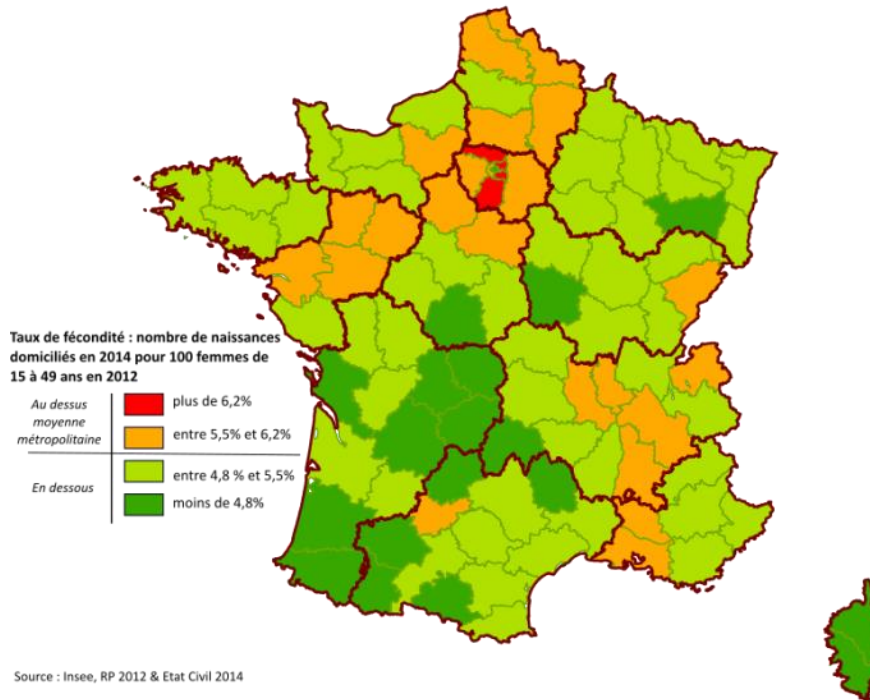 Taux de fécondité : nombre de naissances
domiciliés en 2014 pour 100 femmes de
15 à 49 ans en 2012
Au dessus
moyenne
métropolitaine
plus de 6,2%
entre 5,5% et 6,2%
En dessous
entre 4,8 % et 5,5%
moins de 4,8%
Source : Insee, RP 2012 & Etat Civil 2014